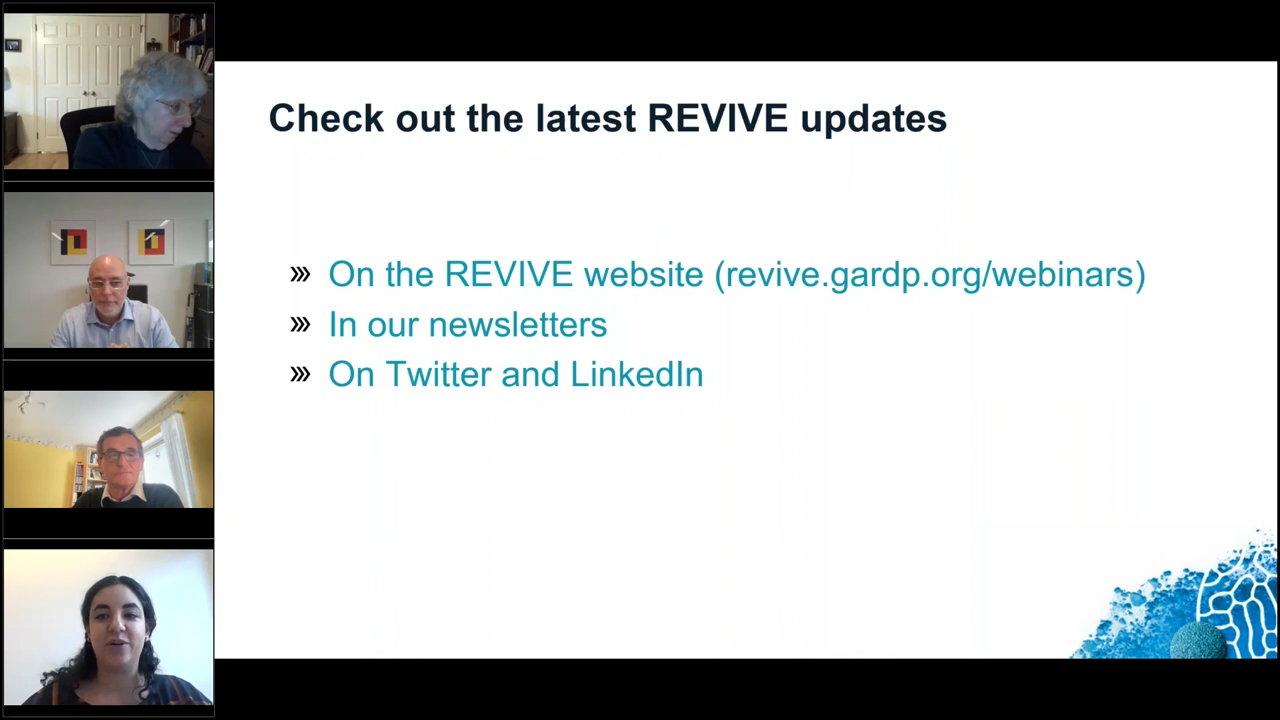 Check out the latest REVIVE updates
On the REVIVE website (revive.gardp.org/webinars)
In our newsletters
On Twitter and LinkedIn